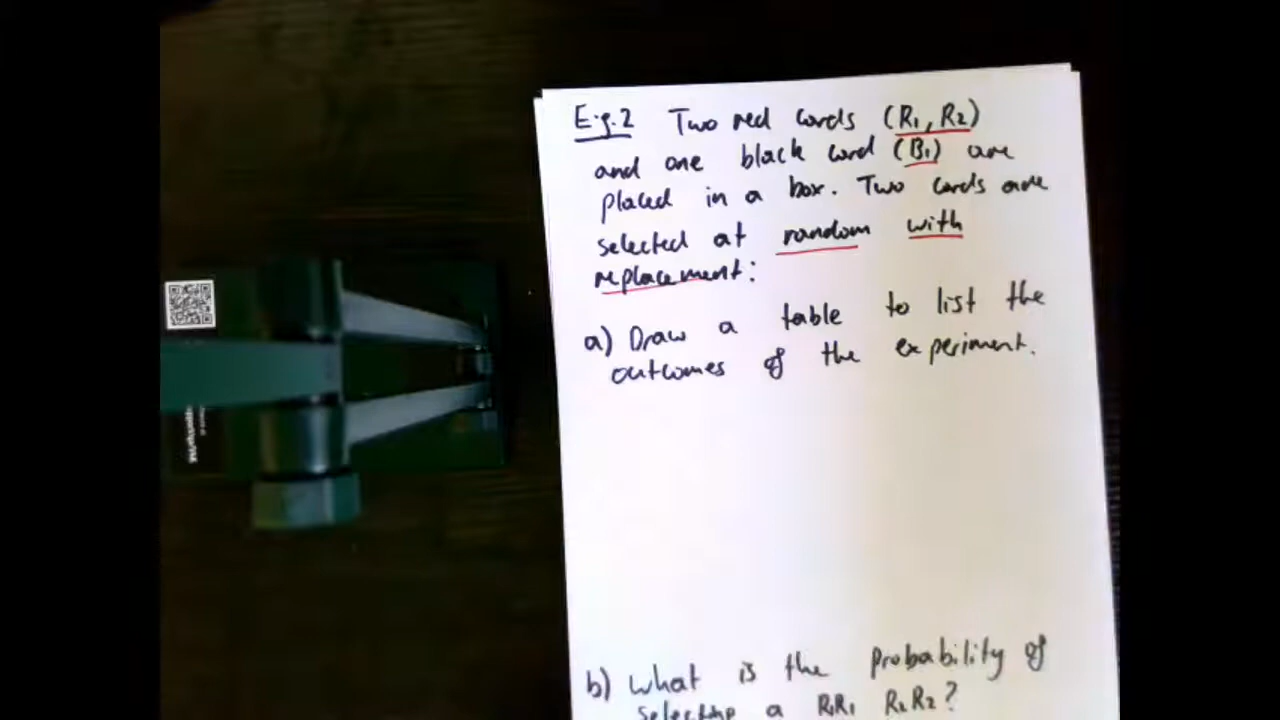 E.g.2 Two red cards (R1, R2)
and one black card (B1) are
placed in a box. Two cards are
selected at random with
replacement:
a) Draw a table to list the
outcomes of the experiment.
b) What is the probability of
selecting a R1R1 R2R2?